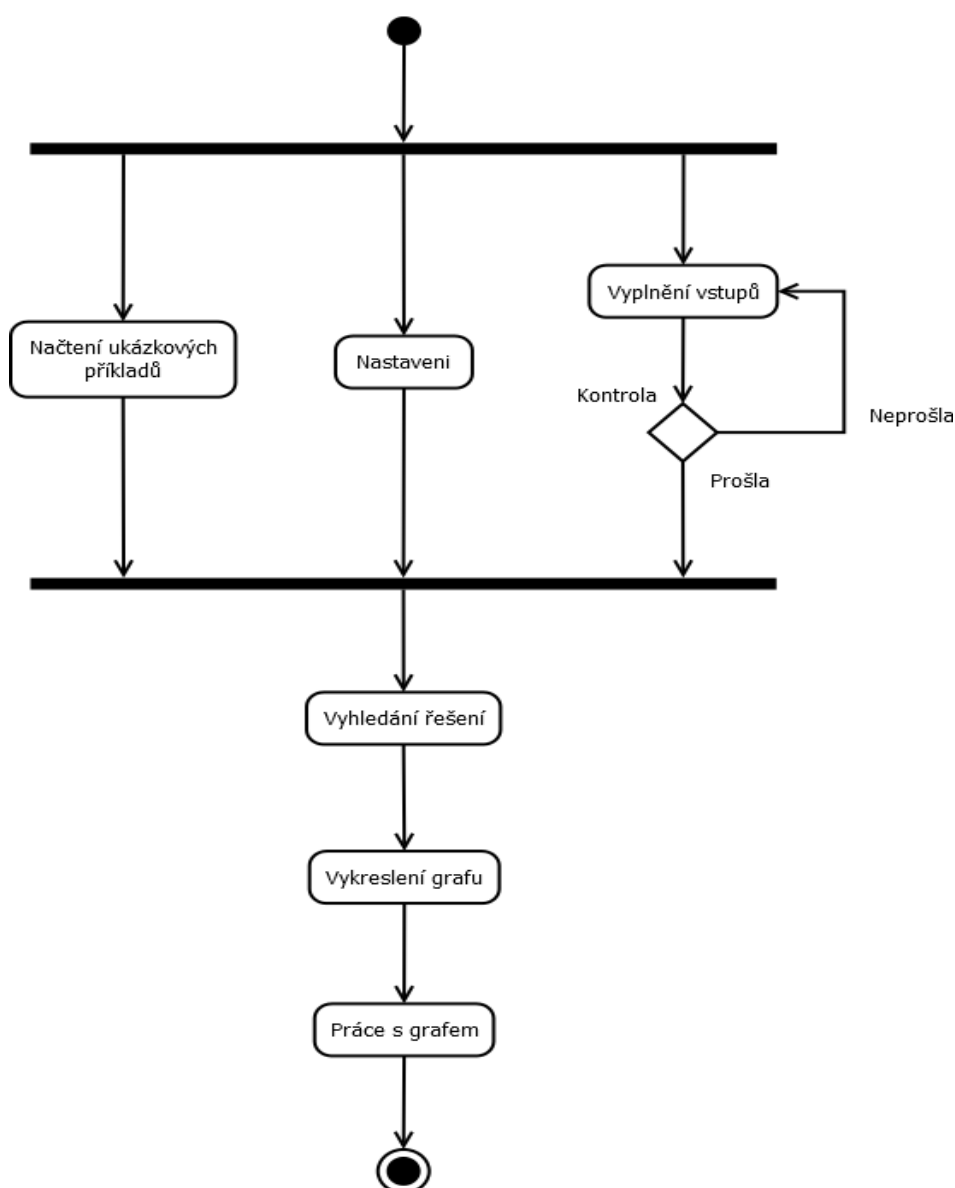 Vyplnění vstupů
Načtení ukázkových
příkladů
Nastaveni
Kontrola
Neprošla
Prošla
Vyhledání řešení
Vykreslení grafu
Práce s grafem